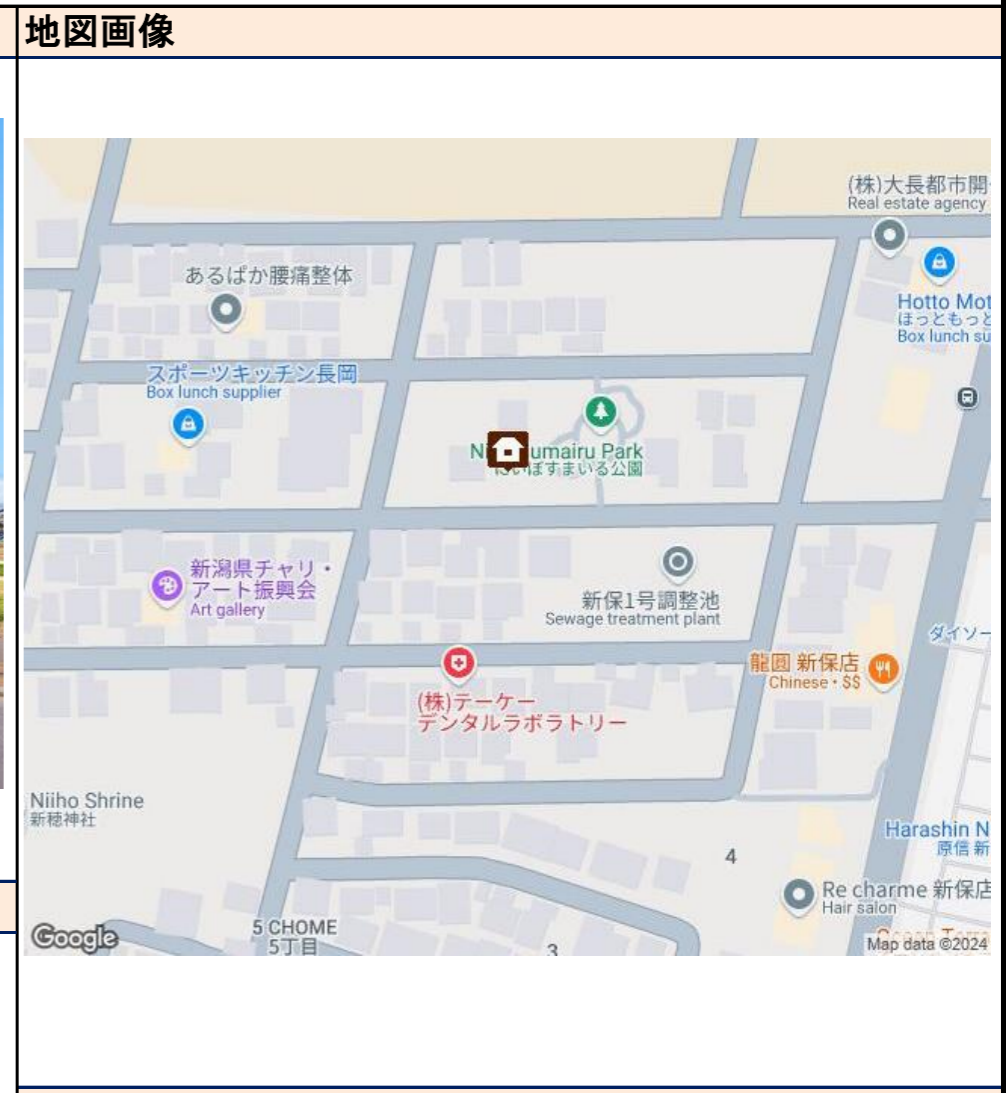 地図画像
(株)大長都市開
Real estate agency
あるぱか腰痛整体
Hotto Mot
ほっともっと
Box lunch su
スポーツキッチン長岡
Box lunch supplier
umairu Park
いぼすまいる公園
新潟県チャリ・
アート振興会
Art gallery
新保1号調整池
Sewage treatment plant
ダイソー
龍圓 新保店
Chinese・$$
(株)テーケー
デンタルラボラトリー
Niiho Shrine
新穂神社
Harashin N
原信 新
4
Re charme 新保店
Hair salon
5 CHOME
5丁目
3
Google
Map data ©2024